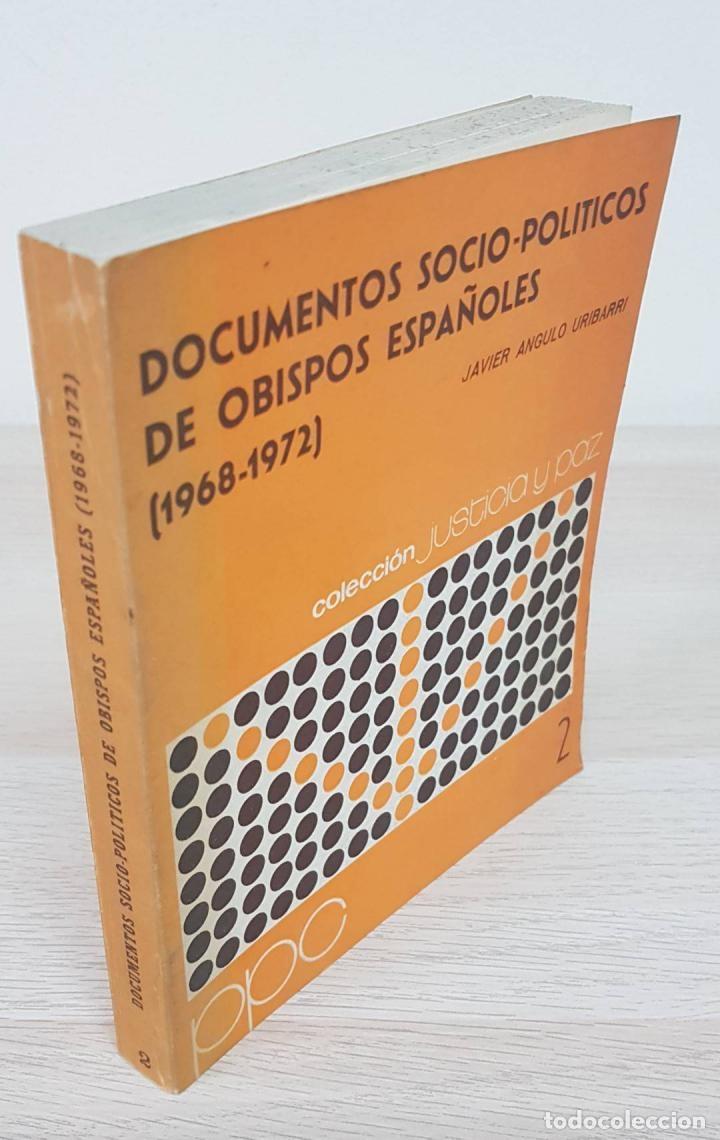 DOCUMENTOS SOCIO-POLITICOS
DE OBISPOS ESPAÑOLES
(1968-1972)
JAVIER ANGULO URIBARRI
colección justicia y paz
2
ppc
DOCUMENTOS SOCIO-POLITICOS DE OBISPOS ESPAÑOLES (1968-1972)
2
todocoleccion